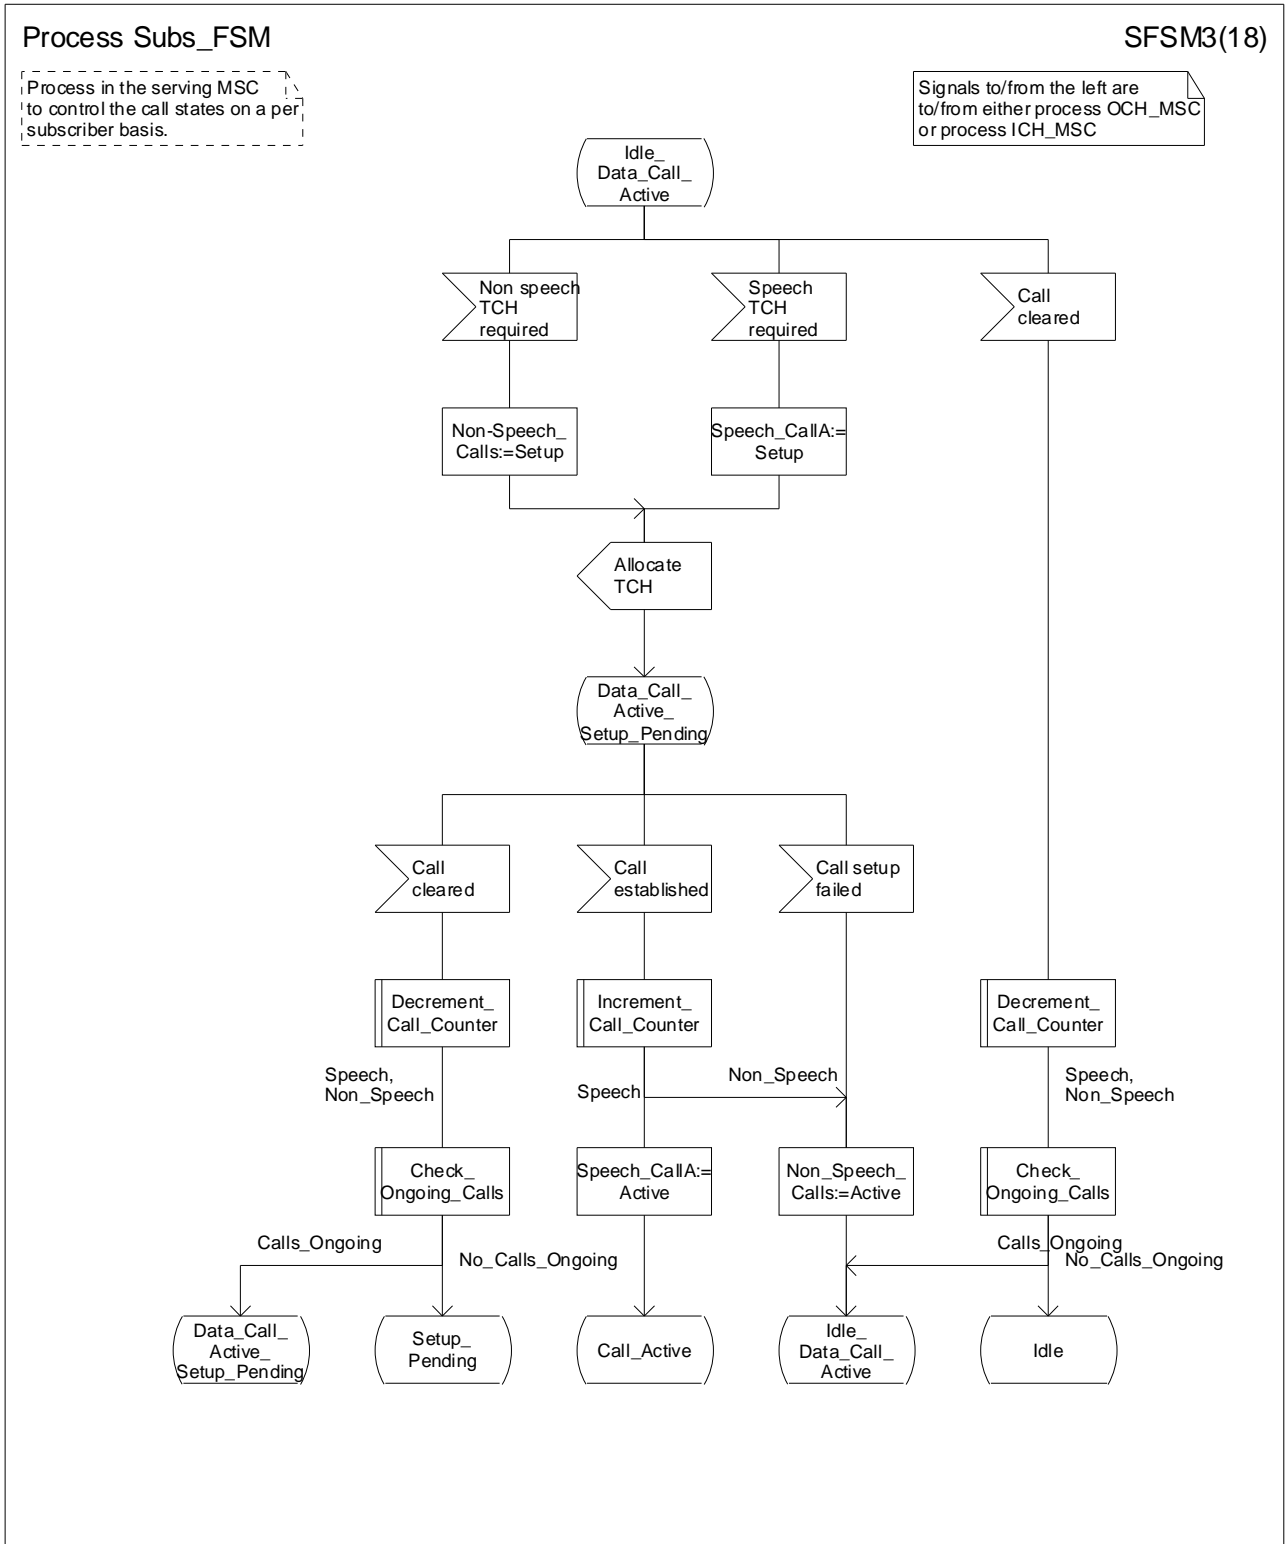 Process Subs_FSM
SFSM3(18)
Process in the serving MSC
to control the call states on a per
subscriber basis.
Signals to/from the left are
to/from either process OCH_MSC
or process ICH_MSC
Idle_
Data_Call_
Active
Non speech
TCH
required
Speech
TCH
required
Call
cleared
Non-Speech_
Calls:=Setup
Speech_CallA:=
Setup
Allocate
TCH
Data_Call_
Active_
Setup_Pending
Call
cleared
Call
established
Call setup
failed
Decrement_
Call_Counter
Increment_
Call_Counter
Decrement_
Call_Counter
Speech,
Non_Speech
Speech
Non_Speech
Speech,
Non_Speech
Check_
Ongoing_Calls
Speech_CallA:=
Active
Non_Speech_
Calls:=Active
Check_
Ongoing_Calls
Calls_Ongoing
No_Calls_Ongoing
Calls_Ongoing
No_Calls_Ongoing
Data_Call_
Active_
Setup_Pending
Setup_
Pending
Call_Active
Idle_
Data_Call_
Active
Idle